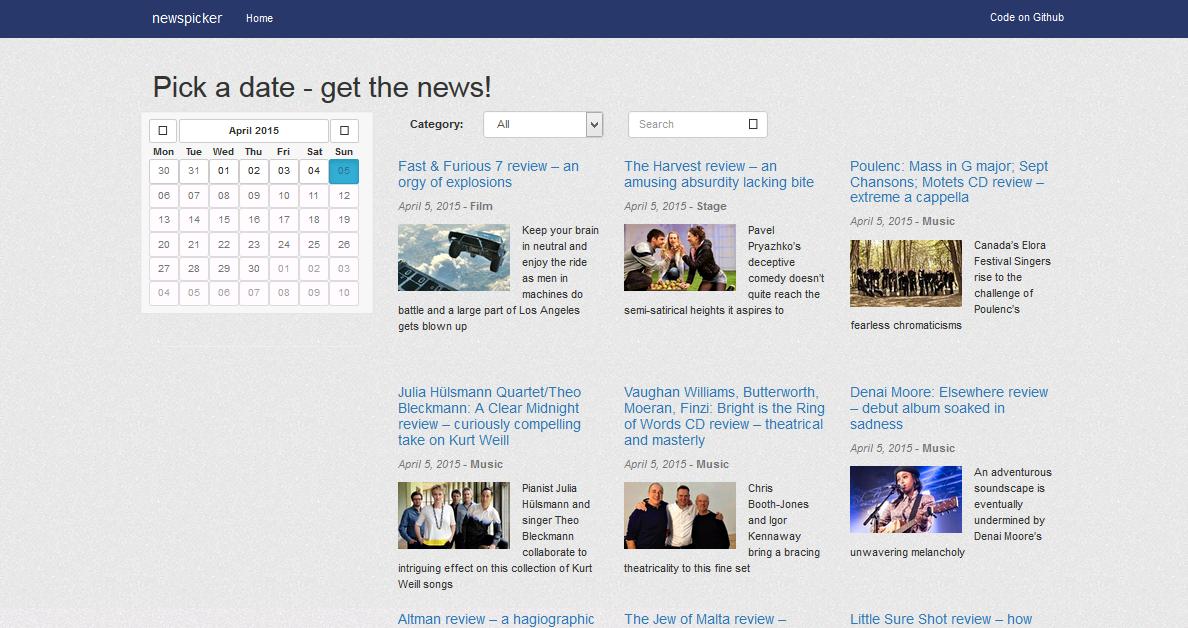 newspicker Home Code on Github
Pick a date - get the news!
April 2015
Mon Tue Wed Thu Fri Sat Sun
30 31 01 02 03 04 05
06 07 08 09 10 11 12
13 14 15 16 17 18 19
20 21 22 23 24 25 26
27 28 29 30 01 02 03
04 05 06 07 08 09 10
Category: All Search
Fast & Furious 7 review – an
orgy of explosions
April 5, 2015 - Film
Keep your brain
in neutral and
enjoy the ride
as men in
machines do
battle and a large part of Los Angeles
gets blown up
The Harvest review – an
amusing absurdity lacking bite
April 5, 2015 - Stage
Pavel
Pryazhko's
deceptive
comedy doesn't
quite reach the
semi-satirical heights it aspires to
Poulenc: Mass in G major; Sept
Chansons; Motets CD review –
extreme a cappella
April 5, 2015 - Music
Canada's Elora
Festival Singers
rise to the
challenge of
Poulenc's
fearless chromaticisms
Julia Hülsmann Quartet/Theo
Bleckmann: A Clear Midnight
review – curiously compelling
take on Kurt Weill
April 5, 2015 - Music
Pianist Julia
Hülsmann and
singer Theo
Bleckmann
collaborate to
intriguing effect on this collection of Kurt
Weill songs
Vaughan Williams, Butterworth,
Moeran, Finzi: Bright is the Ring
of Words CD review – theatrical
and masterly
April 5, 2015 - Music
Chris
Booth-Jones
and Igor
Kennaway
bring a bracing
theatricality to this fine set
Denai Moore: Elsewhere review
– debut album soaked in
sadness
April 5, 2015 - Music
An adventurous
soundscape is
eventually
undermined by
Denai Moore's
unwavering melancholy
Altman review – a hagiographic
The Jew of Malta review –
Little Sure Shot review – how